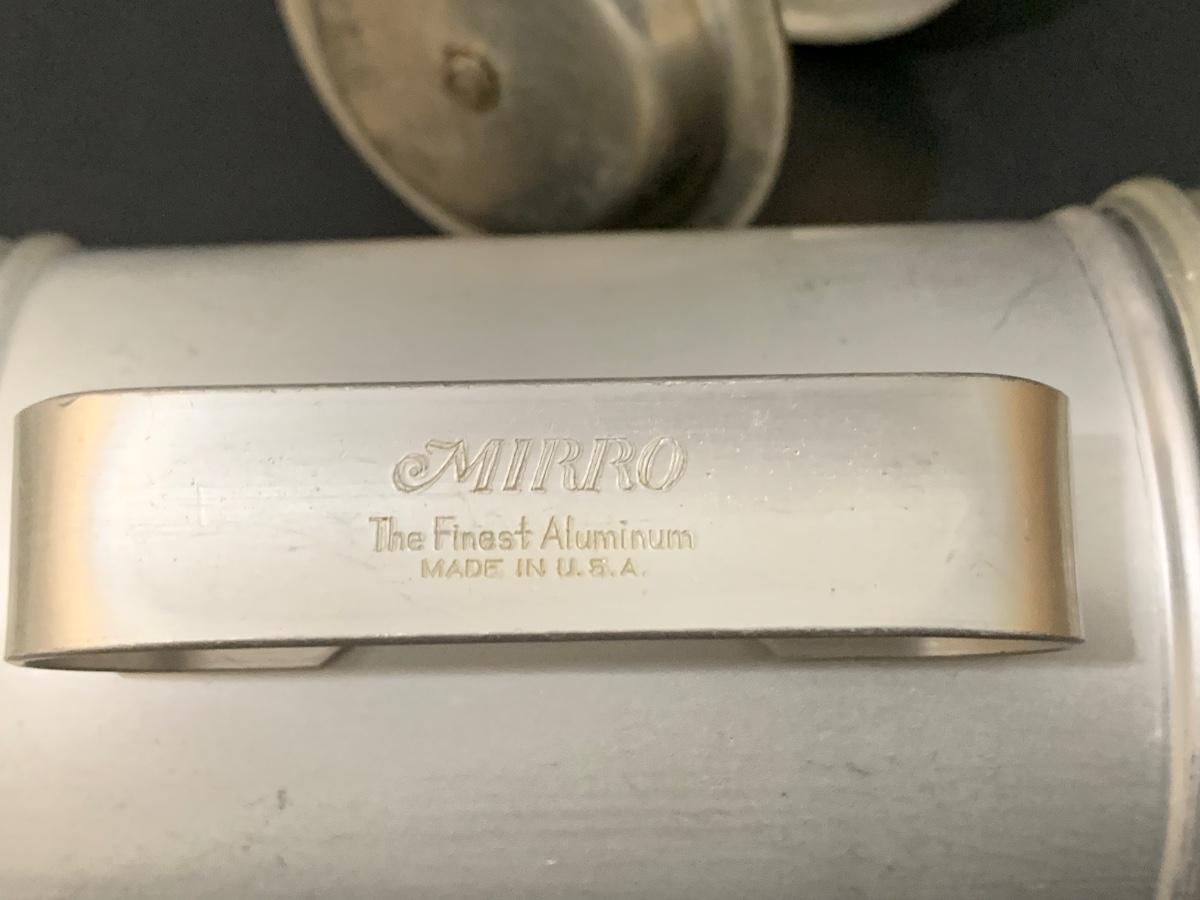 MIRRO
The Finest Aluminum
MADE IN U.S.A.